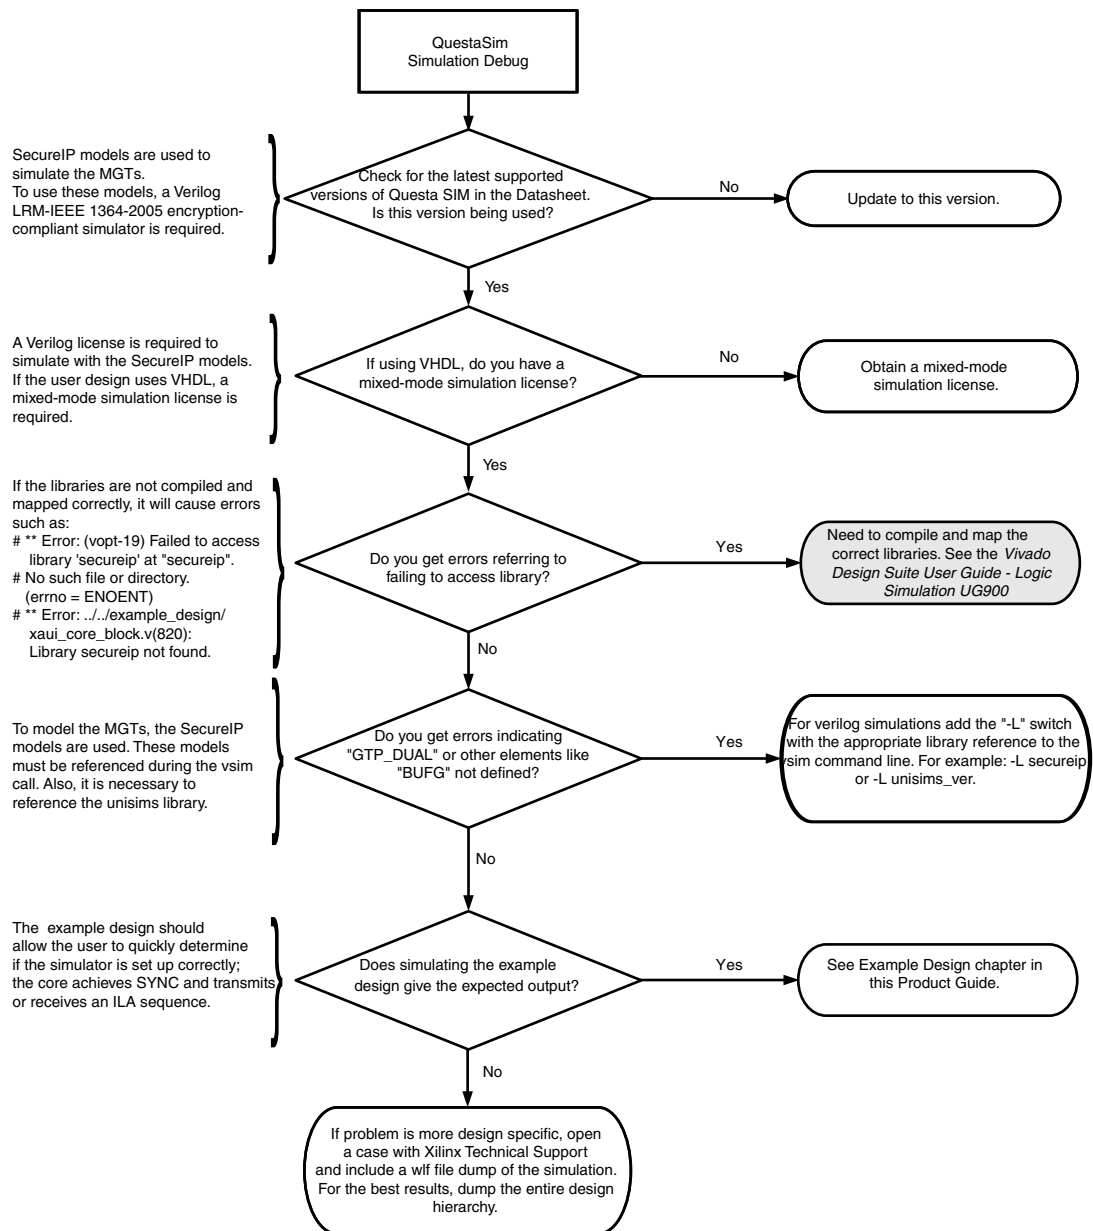 QuestaSim
Simulation Debug
SecureIP models are used to
simulate the MGTs.
To use these models, a Verilog
LRM-IEEE 1364-2005 encryption-
compliant simulator is required.
Check for the latest supported
versions of Questa SIM in the Datasheet.
Is this version being used?
No
Update to this version.
Yes
A Verilog license is required to
simulate with the SecureIP models.
If the user design uses VHDL, a
mixed-mode simulation license is
required.
If using VHDL, do you have a
mixed-mode simulation license?
No
Obtain a mixed-mode
simulation license.
Yes
If the libraries are not compiled and
mapped correctly, it will cause errors
such as:
# ** Error: (vopt-19) Failed to access
library 'secureip' at "secureip".
# No such file or directory.
(errno = ENOENT)
# ** Error: ../../example_design/
xaui_core_block.v(820):
Library secureip not found.
Do you get errors referring to
failing to access library?
Yes
Need to compile and map the
correct libraries. See the Vivado
Design Suite User Guide - Logic
Simulation UG900
No
To model the MGTs, the SecureIP
models are used. These models
must be referenced during the vsim
call. Also, it is necessary to
reference the unisims library.
Do you get errors indicating
"GTP_DUAL" or other elements like
"BUFG" not defined?
Yes
For verilog simulations add the "-L" switch
with the appropriate library reference to the
vsim command line. For example: -L secureip
or -L unisims_ver.
No
The example design should
allow the user to quickly determine
if the simulator is set up correctly;
the core achieves SYNC and transmits
or receives an ILA sequence.
Does simulating the example
design give the expected output?
Yes
See Example Design chapter in
this Product Guide.
No
If problem is more design specific, open
a case with Xilinx Technical Support
and include a wlf file dump of the simulation.
For the best results, dump the entire design
hierarchy.